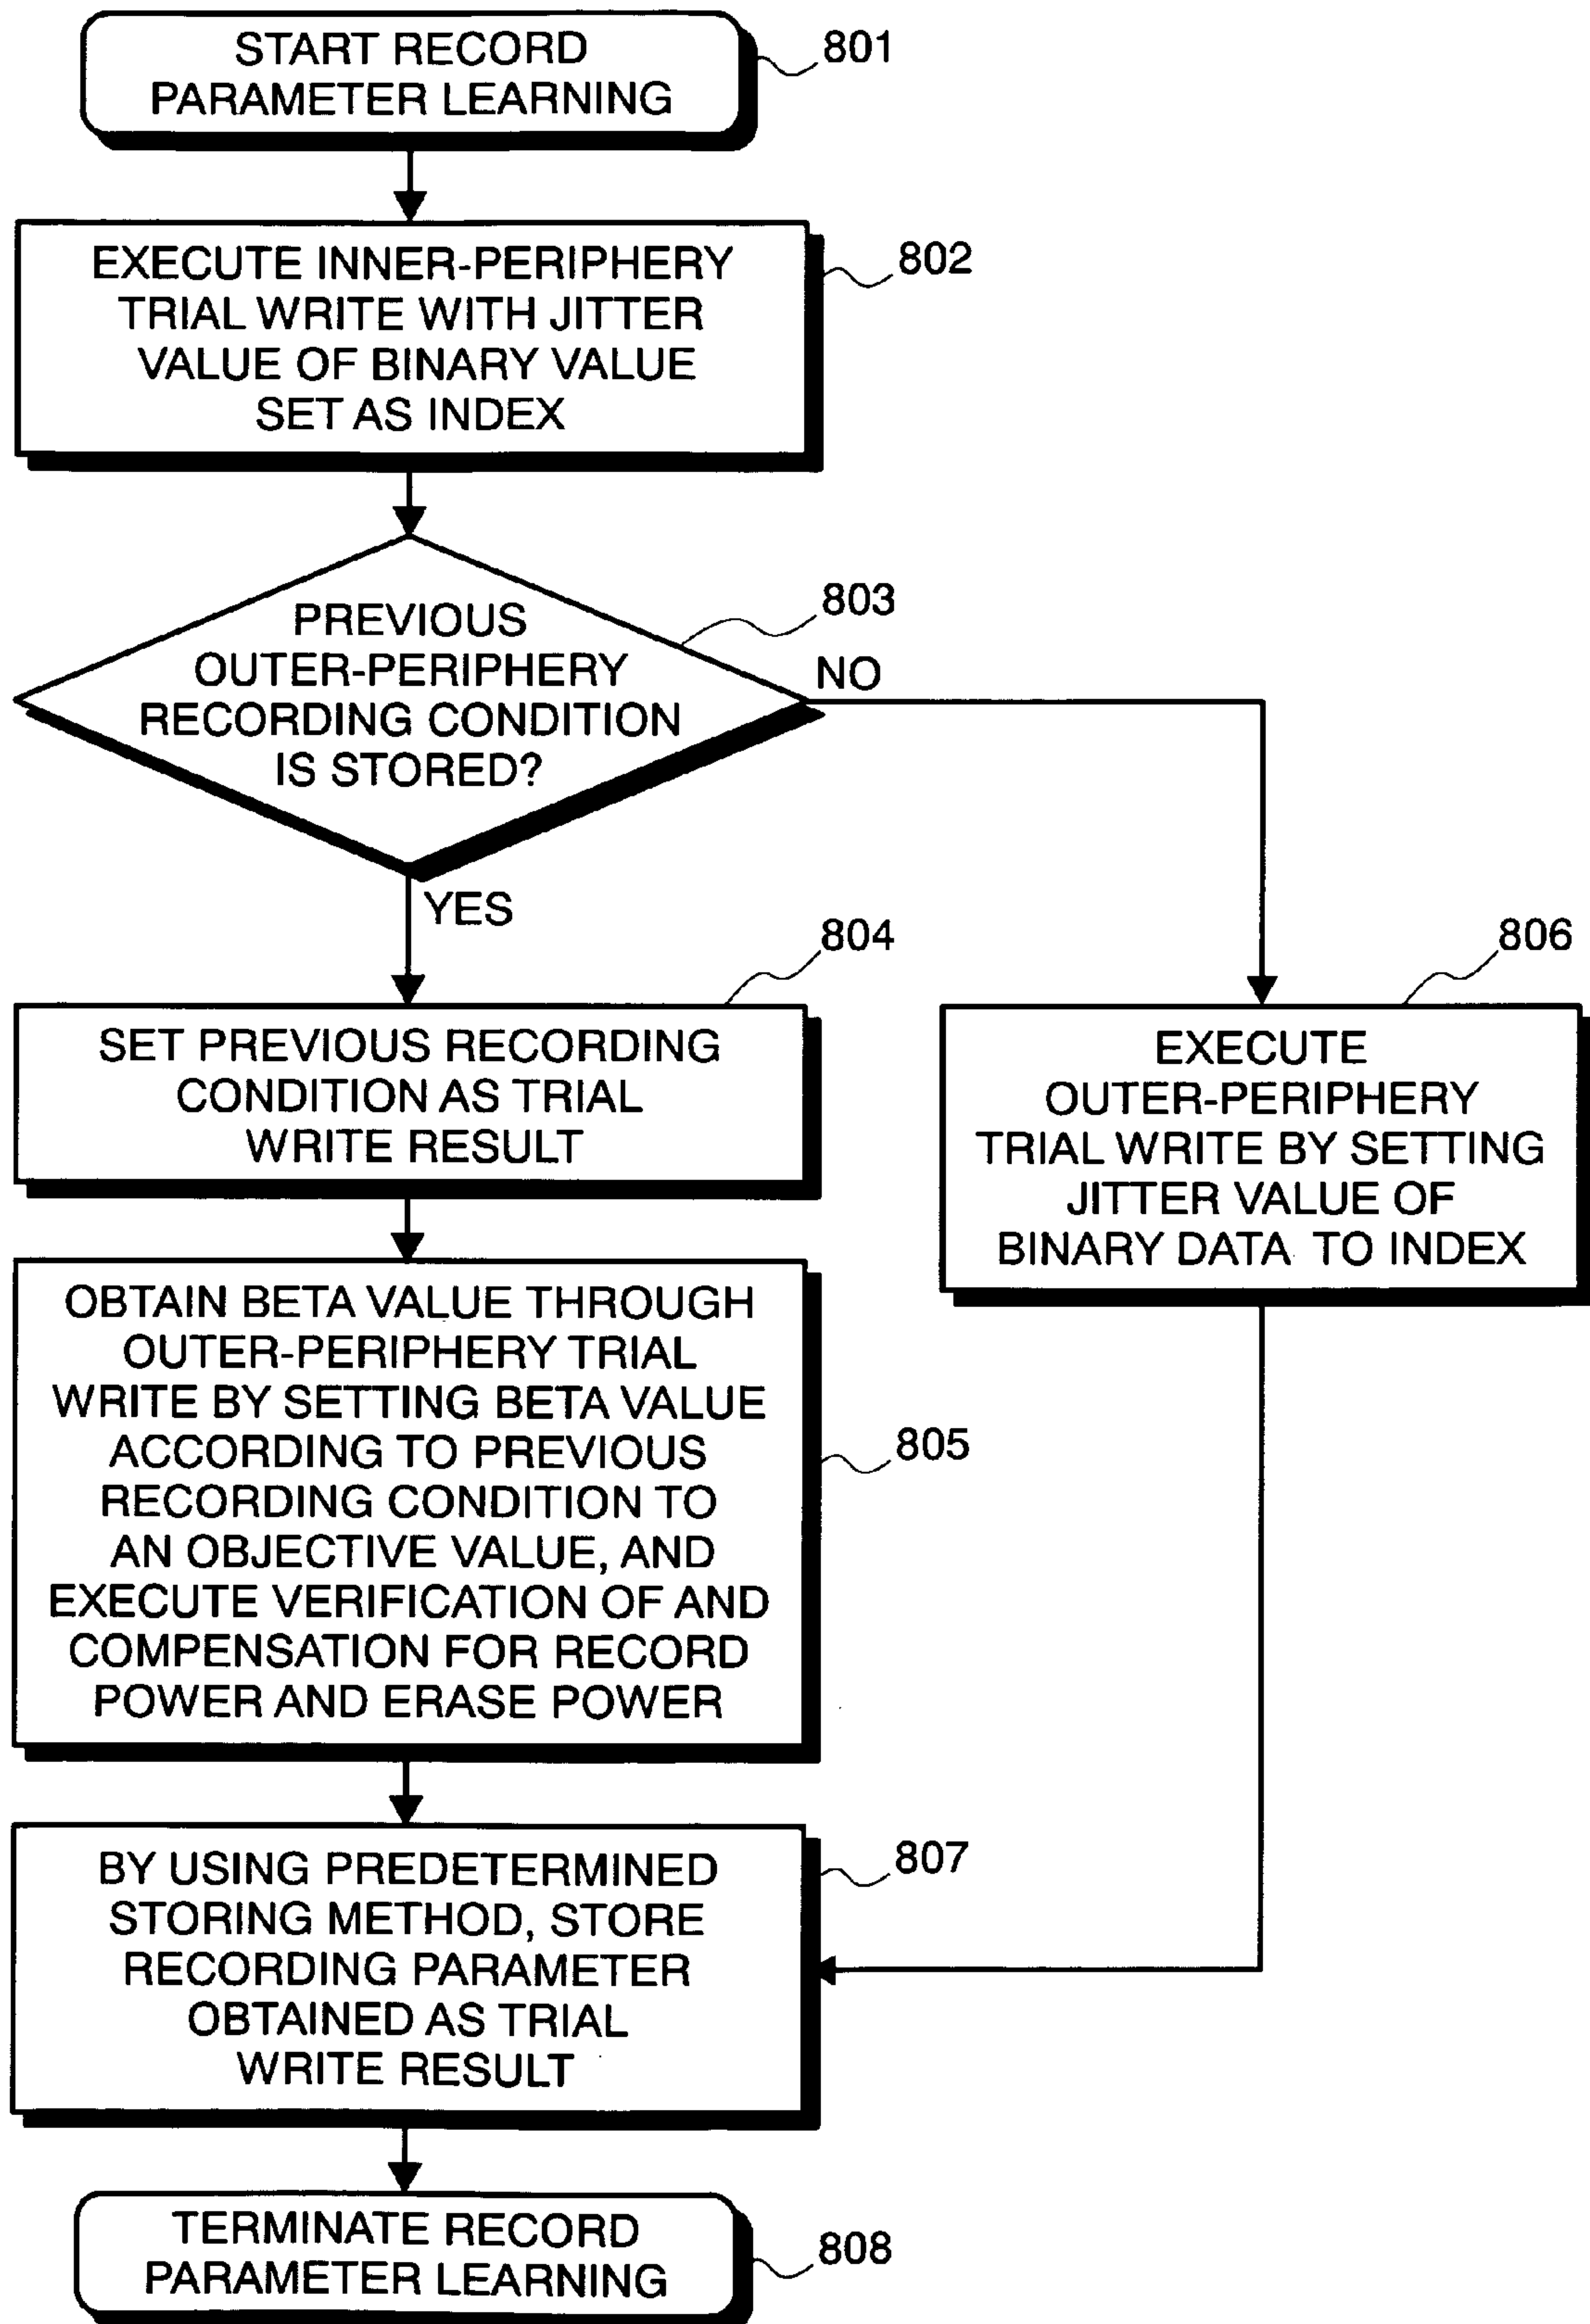 START RECORD
PARAMETER LEARNING
801
EXECUTE INNER-PERIPHERY
TRIAL WRITE WITH JITTER
VALUE OF BINARY VALUE
SET AS INDEX
802
PREVIOUS
OUTER-PERIPHERY
RECORDING CONDITION
IS STORED?
803
NO
YES
804
SET PREVIOUS RECORDING
CONDITION AS TRIAL
WRITE RESULT
806
EXECUTE
OUTER-PERIPHERY
TRIAL WRITE BY SETTING
JITTER VALUE OF
BINARY DATA TO INDEX
OBTAIN BETA VALUE THROUGH
OUTER-PERIPHERY TRIAL
WRITE BY SETTING BETA VALUE
ACCORDING TO PREVIOUS
RECORDING CONDITION TO
AN OBJECTIVE VALUE, AND
EXECUTE VERIFICATION OF AND
COMPENSATION FOR RECORD
POWER AND ERASE POWER
805
BY USING PREDETERMINED
STORING METHOD, STORE
RECORDING PARAMETER
OBTAINED AS TRIAL
WRITE RESULT
807
TERMINATE RECORD
PARAMETER LEARNING
808